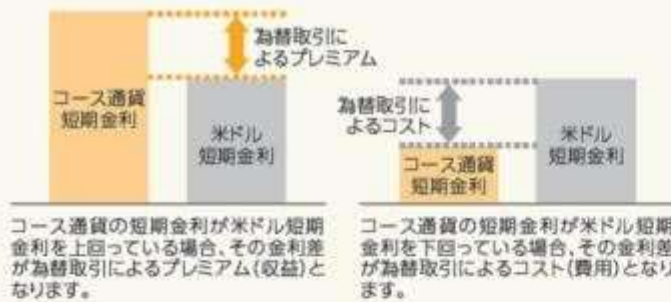 為替取引に
よるプレミアム
コース通貨
短期金利
米ドル
短期金利
コース通貨の短期金利が米ドル短期
金利を上回っている場合、その金利差
が為替取引によるプレミアム(収益)と
なります。
為替取引に
よるコスト
コース通貨
短期金利
米ドル
短期金利
コース通貨の短期金利が米ドル短期
金利を下回っている場合、その金利差
が為替取引によるコスト(費用)となり
ます。